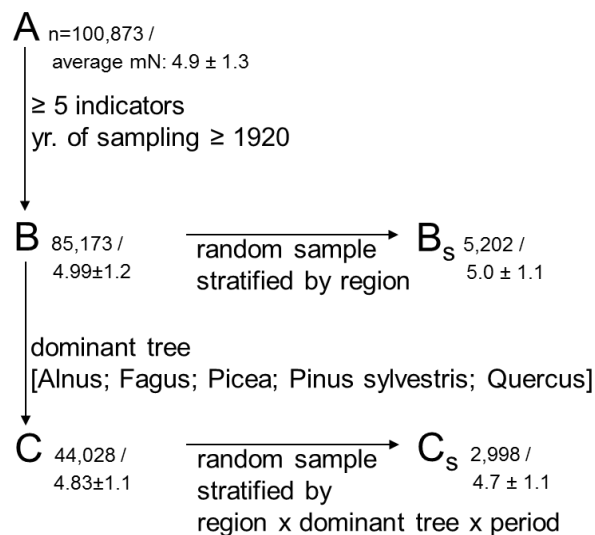 A n=100,873 /
average mN: 4.9 ± 1.3
≥ 5 indicators
yr. of sampling ≥ 1920
B 85,173 /
4.99±1.2
random sample
stratified by region
Bs 5,202 /
5.0 ± 1.1
dominant tree
[Alnus; Fagus; Picea; Pinus sylvestris; Quercus]
C 44,028 /
4.83±1.1
random sample
stratified by
region x dominant tree x period
Cs 2,998 /
4.7 ± 1.1